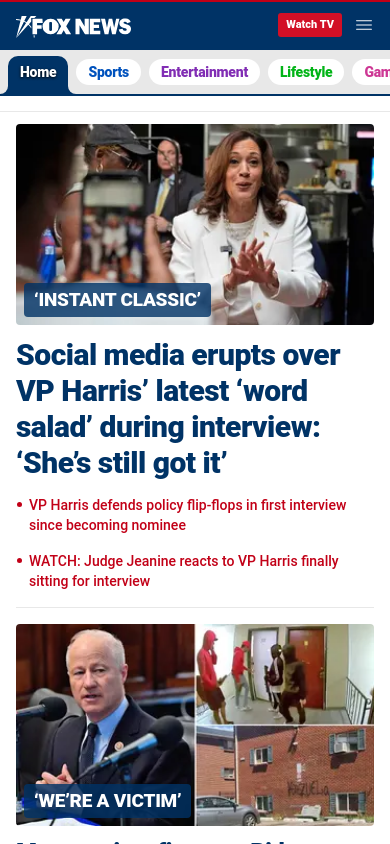 FOX NEWS
Watch TV
Home
Sports
Entertainment
Lifestyle
‘INSTANT CLASSIC’
Social media erupts over
VP Harris’ latest ‘word
salad’ during interview:
‘She’s still got it’
• VP Harris defends policy flip-flops in first interview
since becoming nominee
• WATCH: Judge Jeanine reacts to VP Harris finally
sitting for interview
‘WE’RE A VICTIM’